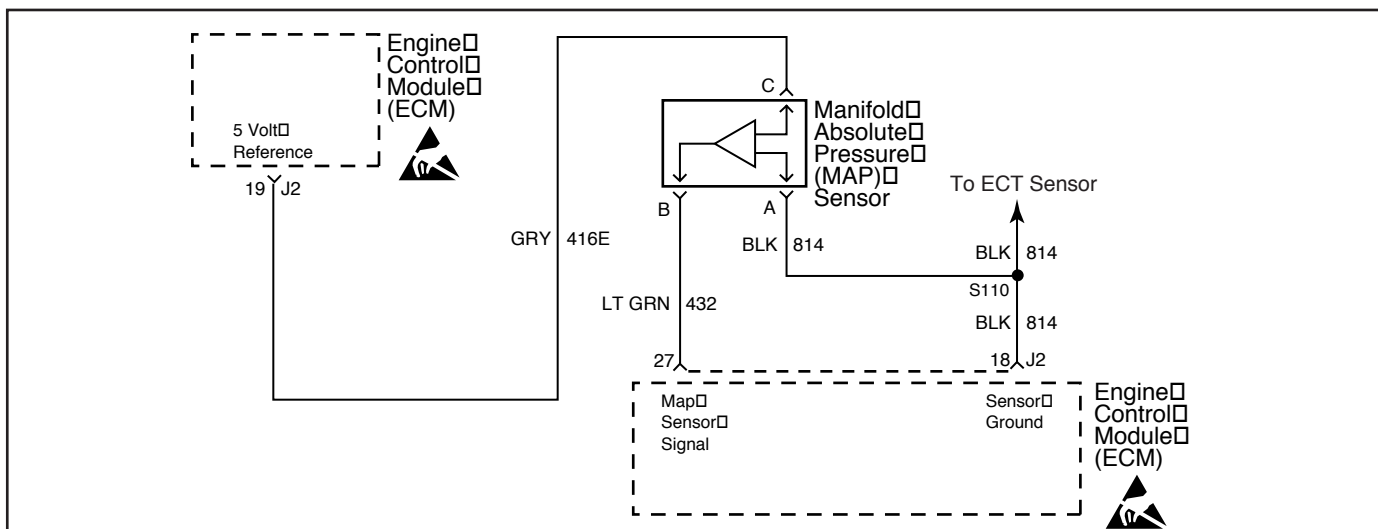 Engine□
Control□
Module□
(ECM)
5 Volt□
Reference
19 J2
C
Manifold□
Absolute□
Pressure□
(MAP)□
Sensor
To ECT Sensor
B
A
GRY 416E
BLK 814
BLK 814
S110
LT GRN 432
BLK 814
27
18 J2
Map□
Sensor□
Signal
Sensor□
Ground
Engine□
Control□
Module□
(ECM)